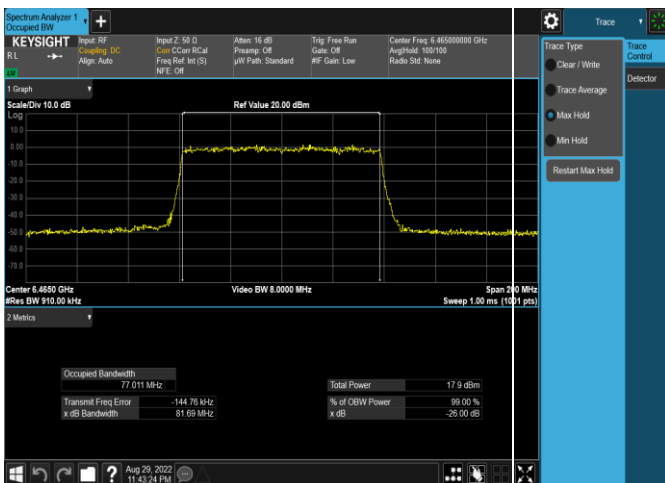 Spectrum Analyzer 1
Occupied BW
KEYSIGHT
R L
LV
Input: RF
Coupling: DC
Align: Auto
Input Z: 50 Ω
Corr CCorr RCal
Freq Ref: Int (S)
NFE: Off
Atten: 16 dB
Preamp: Off
µW Path: Standard
Trig: Free Run
Gate: Off
#IF Gain: Low
Center Freq: 6.465000000 GHz
Avg|Hold: 100/100
Radio Std: None
1 Graph
Scale/Div 10.0 dB
Ref Value 20.00 dBm
Log
10.0
0.00
-10.0
-20.0
-30.0
-40.0
-50.0
-60.0
-70.0
Center 6.4650 GHz
Video BW 8.0000 MHz
Span 200 MHz
#Res BW 910.00 kHz
Sweep 1.00 ms (1001 pts)
2 Metrics
Occupied Bandwidth
77.011 MHz
Transmit Freq Error -144.76 kHz
x dB Bandwidth 81.69 MHz
Total Power 17.9 dBm
% of OBW Power 99.00 %
x dB -26.00 dB
Aug 29, 2022
11:43:24 PM
Trace
Trace Type
Clear / Write
Trace Average
Max Hold
Min Hold
Restart Max Hold
Trace
Control
Detector